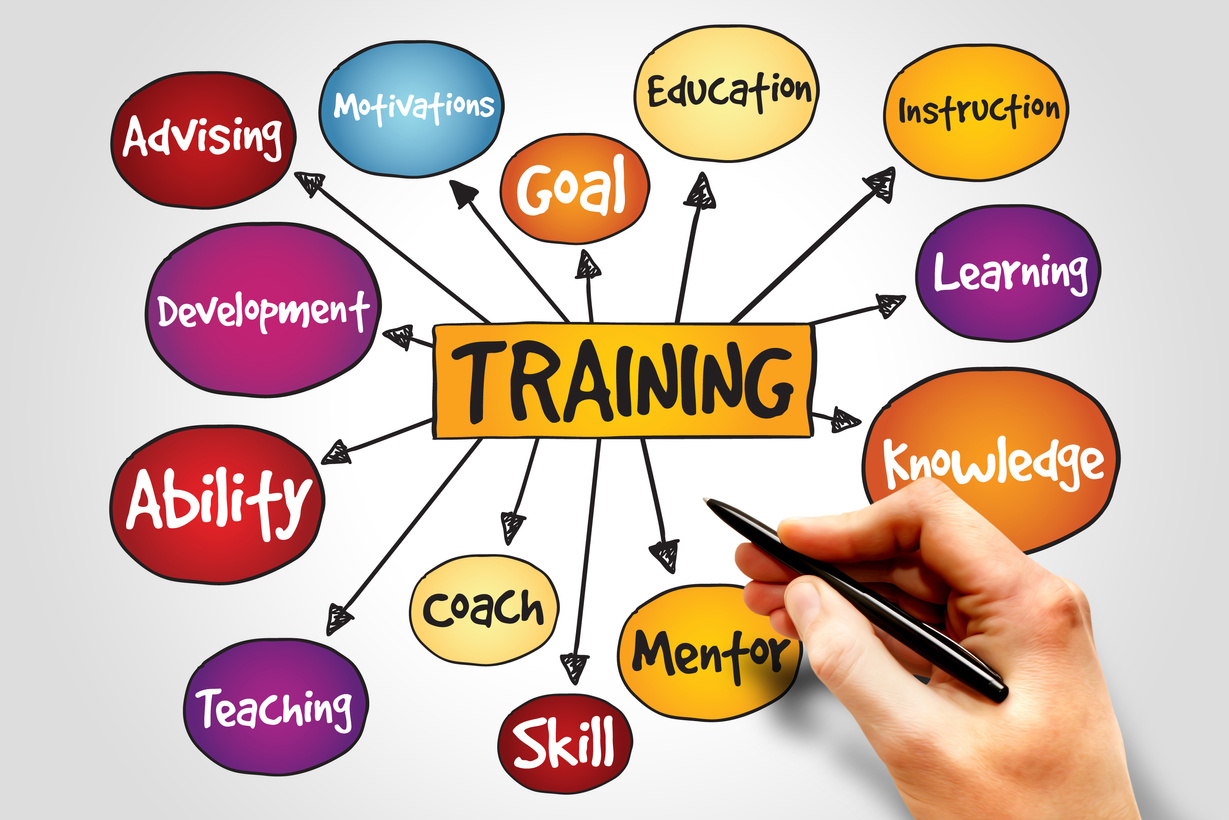 Advising
Motivations
Goal
Education
Instruction
Development
Learning
TRAINING
Ability
Knowledge
Coach
Mentor
Teaching
Skill